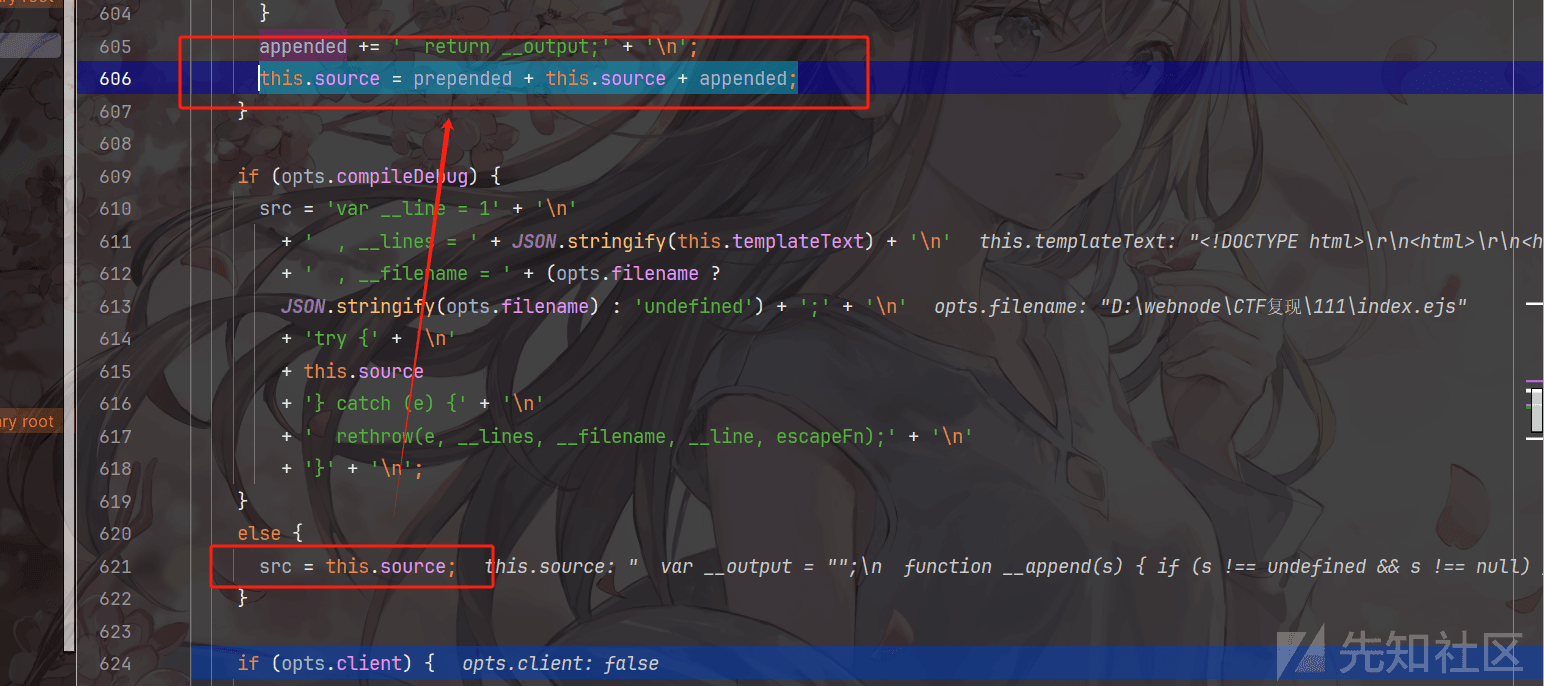 ary root
604 }
605 appended += '  return __output;' + '\n';
606 this.source = prepended + this.source + appended;
607 }
608
609 if (opts.compileDebug) {
610 src = 'var __line = 1' + '\n'
611 + '  , __lines = ' + JSON.stringify(this.templateText) + '\n'   this.templateText: "<!DOCTYPE html>\r\n<html>\r\n<h
612 + '  , __filename = ' + (opts.filename ?
613 JSON.stringify(opts.filename) : 'undefined') + ';' + '\n'   opts.filename: "D:\webnode\CTF复现\111\index.ejs"
614 + 'try {' + '\n'
615 + this.source
616 + '} catch (e) {' + '\n'
ary root
617 + '  rethrow(e, __lines, __filename, __line, escapeFn);' + '\n'
618 + '}' + '\n';
619 }
620 else {
621 src = this.source;   this.source: "  var __output = "";\n  function __append(s) { if (s !== undefined && s !== null)
622 }
623
624 if (opts.client) {   opts.client: false
先知社区